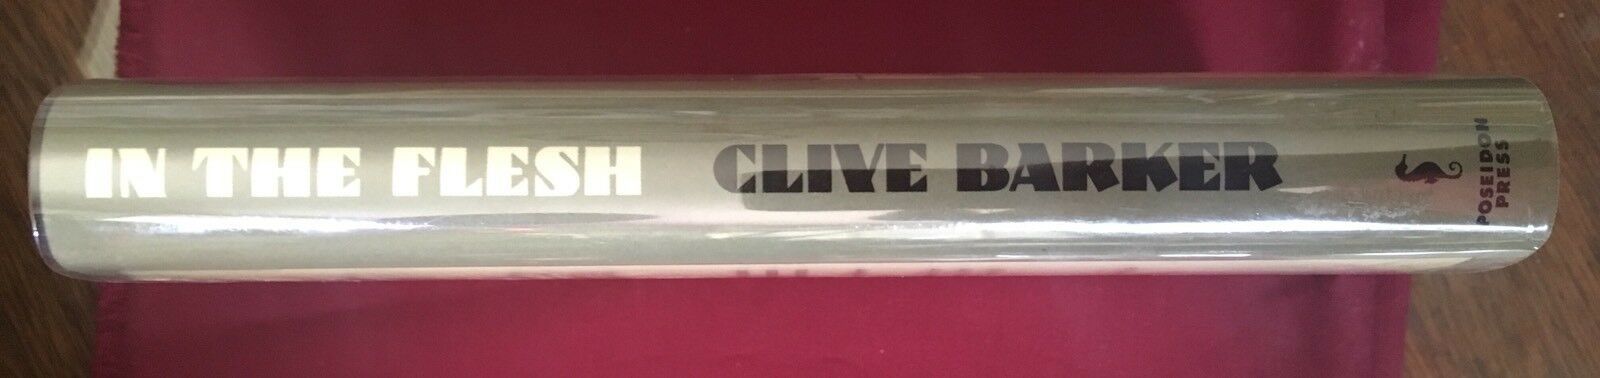 IN THE FLESH CLIVE BARKER
POSEIDON
PRESS